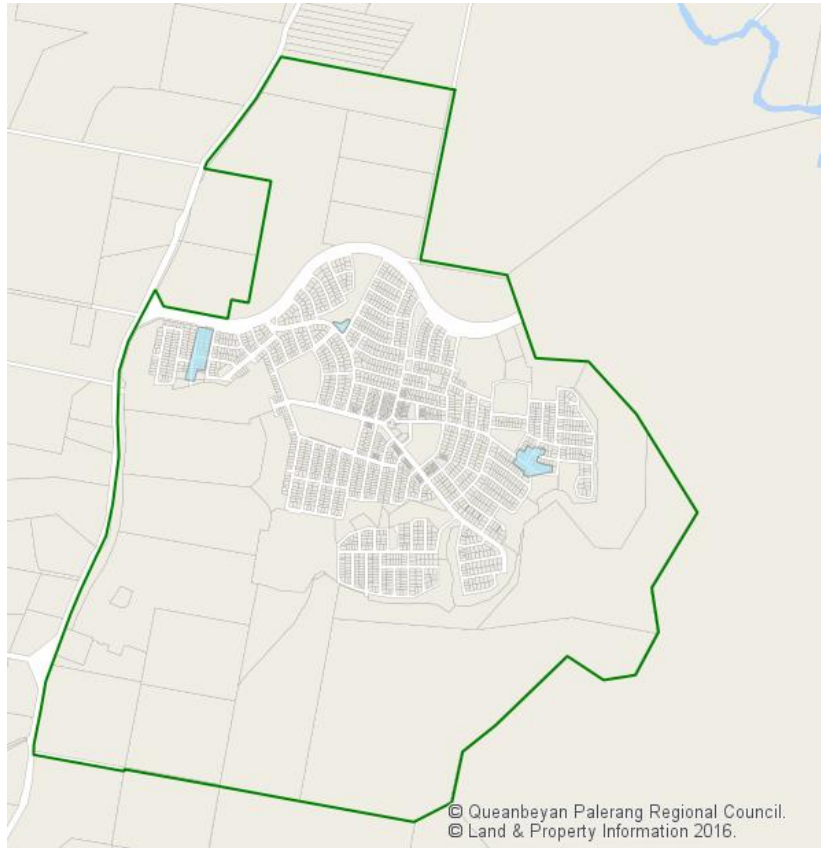 © Queanbeyan Palerang Regional Council.
© Land & Property Information 2016.